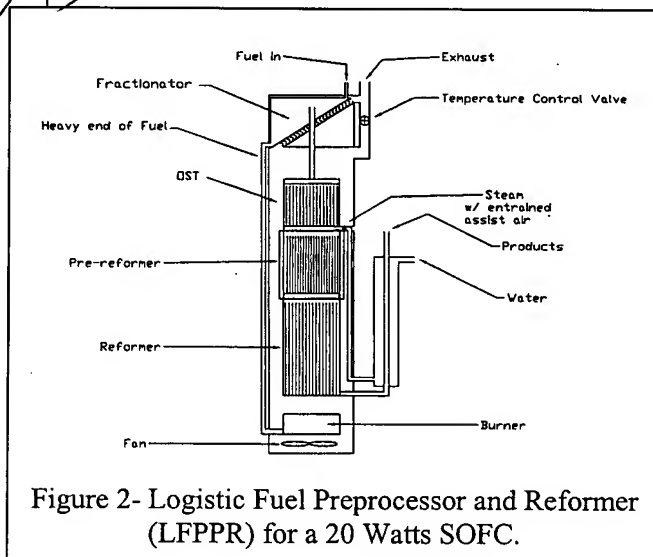 Fuel in
Exhaust
Fractionator
Temperature Control Valve
Heavy end of Fuel
OST
Steam
w/ entrained
assist air
Products
Pre-reformer
Water
Reformer
Burner
Fan
Figure 2- Logistic Fuel Preprocessor and Reformer
(LFPPR) for a 20 Watts SOFC.